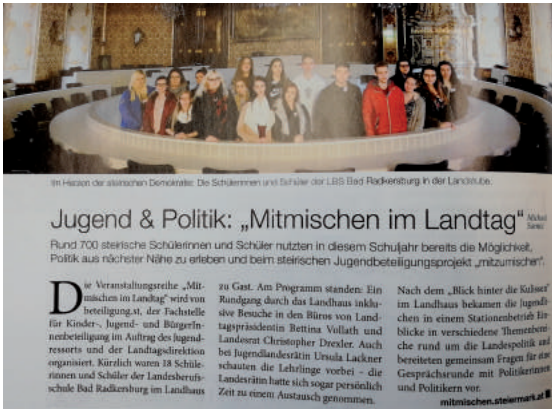 Im Herzen der steirischen Demokratie: Die Schülerinnen und Schüler der LBS Bad Radkersburg in der Landstube.
Jugend & Politik: „Mitmischen im Landtag“
Rund 700 steirische Schülerinnen und Schüler nutzten in diesem Schuljahr bereits die Möglichkeit,
Politik aus nächster Nähe zu erleben und beim steirischen Jugendbeteiligungsprojekt „mitzumischen“.
Die Veranstaltungsreihe „Mit-
mischen im Landtag“ wird von
beteiligung.st, der Fachstelle
für Kinder-, Jugend- und BürgerIn-
nenbeteiligung im Auftrag des Jugend-
ressorts und der Landtagsdirektion
organisiert. Kürzlich waren 18 Schüle-
rinnen und Schüler der Landesberufs-
schule Bad Radkersburg im Landhaus
zu Gast. Am Programm standen: Ein
Rundgang durch das Landhaus inklu-
sive Besuche in den Büros von Land-
tagspräsidentin Bettina Vollath und
Landesrat Christopher Drexler. Auch
bei Jugendlandesrätin Ursula Lackner
schauten die Lehrlinge vorbei – die
Landesrätin hatte sich sogar persönlich
Zeit zu einem Austausch genommen.
Nach dem „Blick hinter die Kulissen“
im Landhaus bekamen die Jugendli-
chen in einem Stationenbetrieb Ein-
blicke in verschiedene Themenberei-
che rund um die Landespolitik und
bereiteten gemeinsam Fragen für eine
Gesprächsrunde mit Politikerinnen
und Politikern vor.
mitmischen.steiermark.at